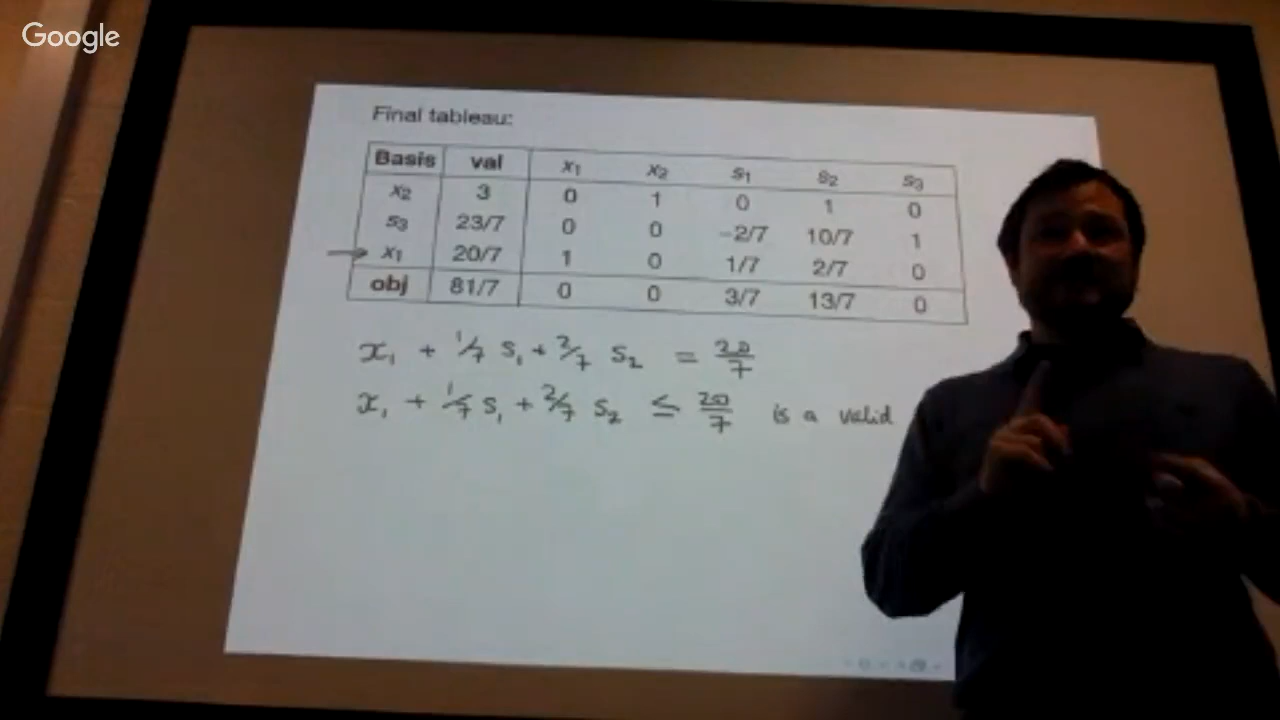 Google
Final tableau:
Basis val x₁ x₂ s₁ s₂ s₃
x₂ 3 0 1 0 1 0
s₃ 23/7 0 0 -2/7 10/7 1
→ x₁ 20/7 1 0 1/7 2/7 0
obj 81/7 0 0 3/7 13/7 0
x₁ + 1/7 s₁ + 2/7 s₂ = 20/7
x₁ + 1/7 s₁ + 2/7 s₂ ≤ 20/7 is a valid